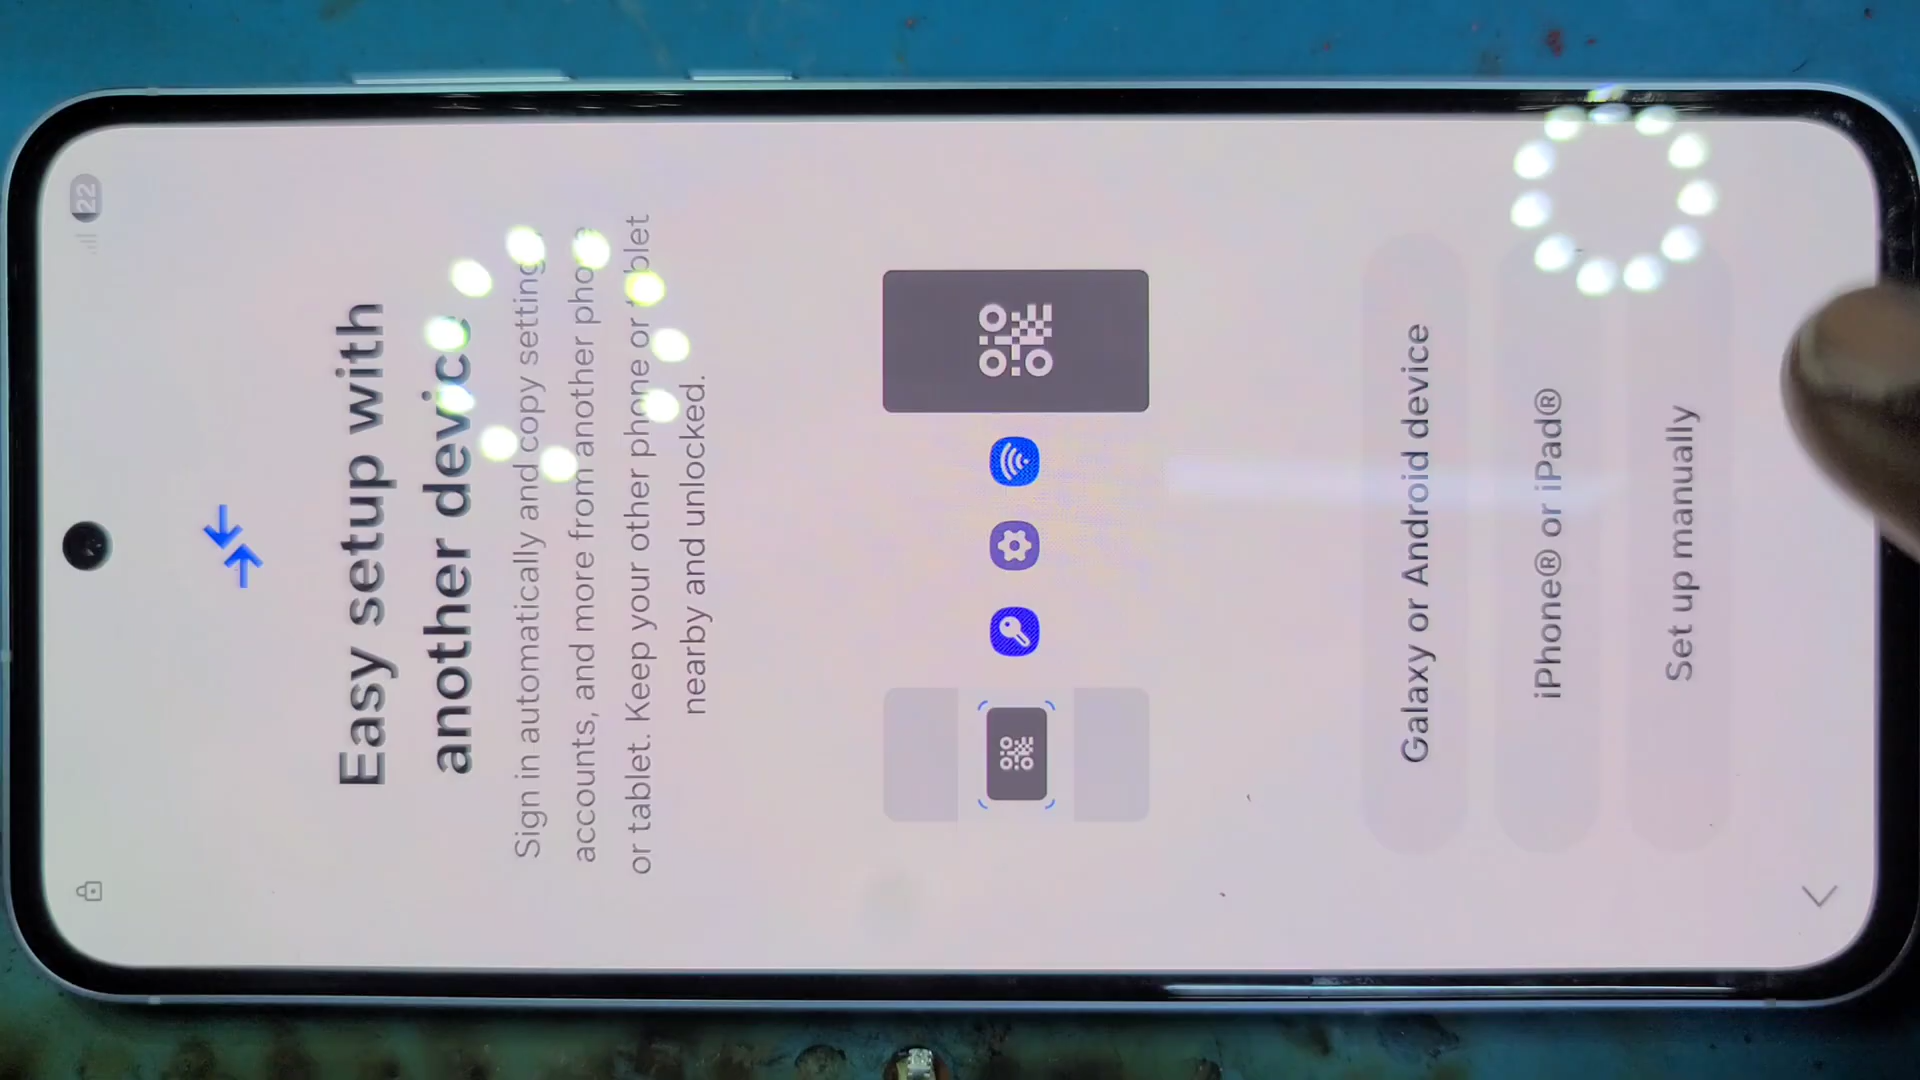 22
Easy setup with
another device
Sign in automatically and copy settings,
accounts, and more from another phone
or tablet. Keep your other phone or tablet
nearby and unlocked.
Galaxy or Android device
iPhone® or iPad®
Set up manually